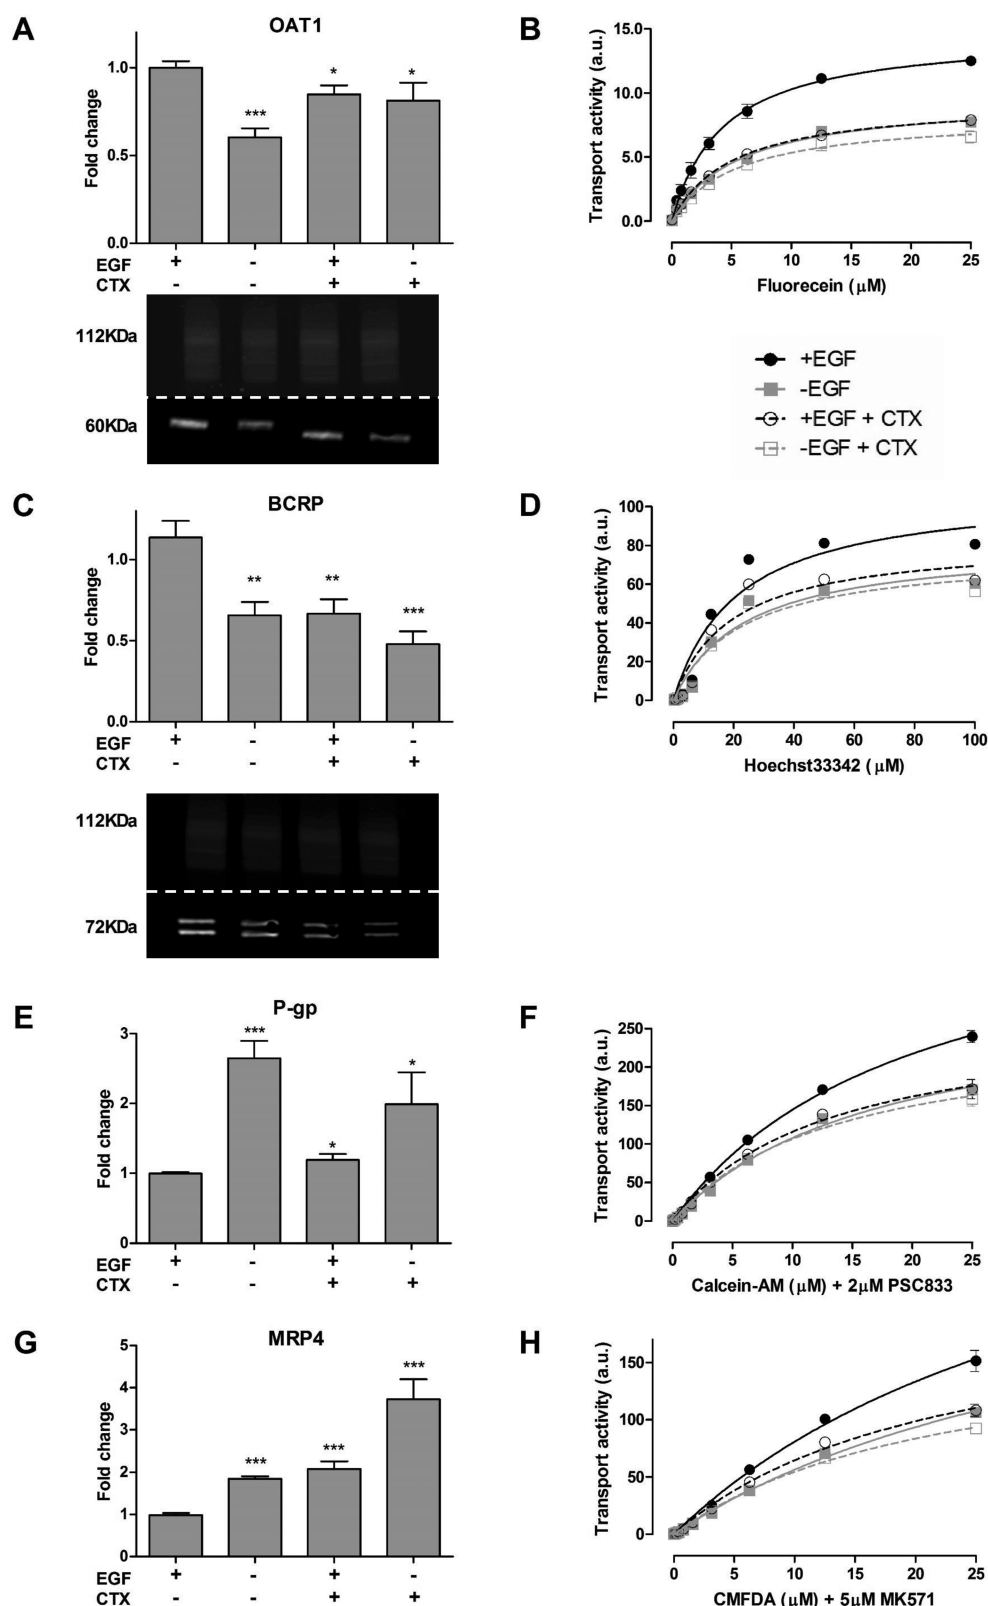 A
OAT1
Fold change
1.0
0.5
0.0
*** * *
EGF + - + -
CTX - - + +
112KDa
60KDa
B
Transport activity (a.u.)
15.0
10.0
5.0
0.0
0 5 10 15 20 25
Fluorecein (μM)
+EGF
-EGF
+EGF + CTX
-EGF + CTX
C
BCRP
Fold change
1.0
0.5
0.0
** ** ***
EGF + - + -
CTX - - + +
112KDa
72KDa
D
Transport activity (a.u.)
100
80
60
40
20
0
0 20 40 60 80 100
Hoechst33342 (μM)
E
P-gp
Fold change
3
2
1
0
*** * *
EGF + - + -
CTX - - + +
F
Transport activity (a.u.)
250
200
150
100
50
0
0 5 10 15 20 25
Calcein-AM (μM) + 2μM PSC833
G
MRP4
Fold change
5
4
3
2
1
0
*** *** ***
EGF + - + -
CTX - - + +
H
Transport activity (a.u.)
150
100
50
0
0 5 10 15 20 25
CMFDA (μM) + 5μM MK571